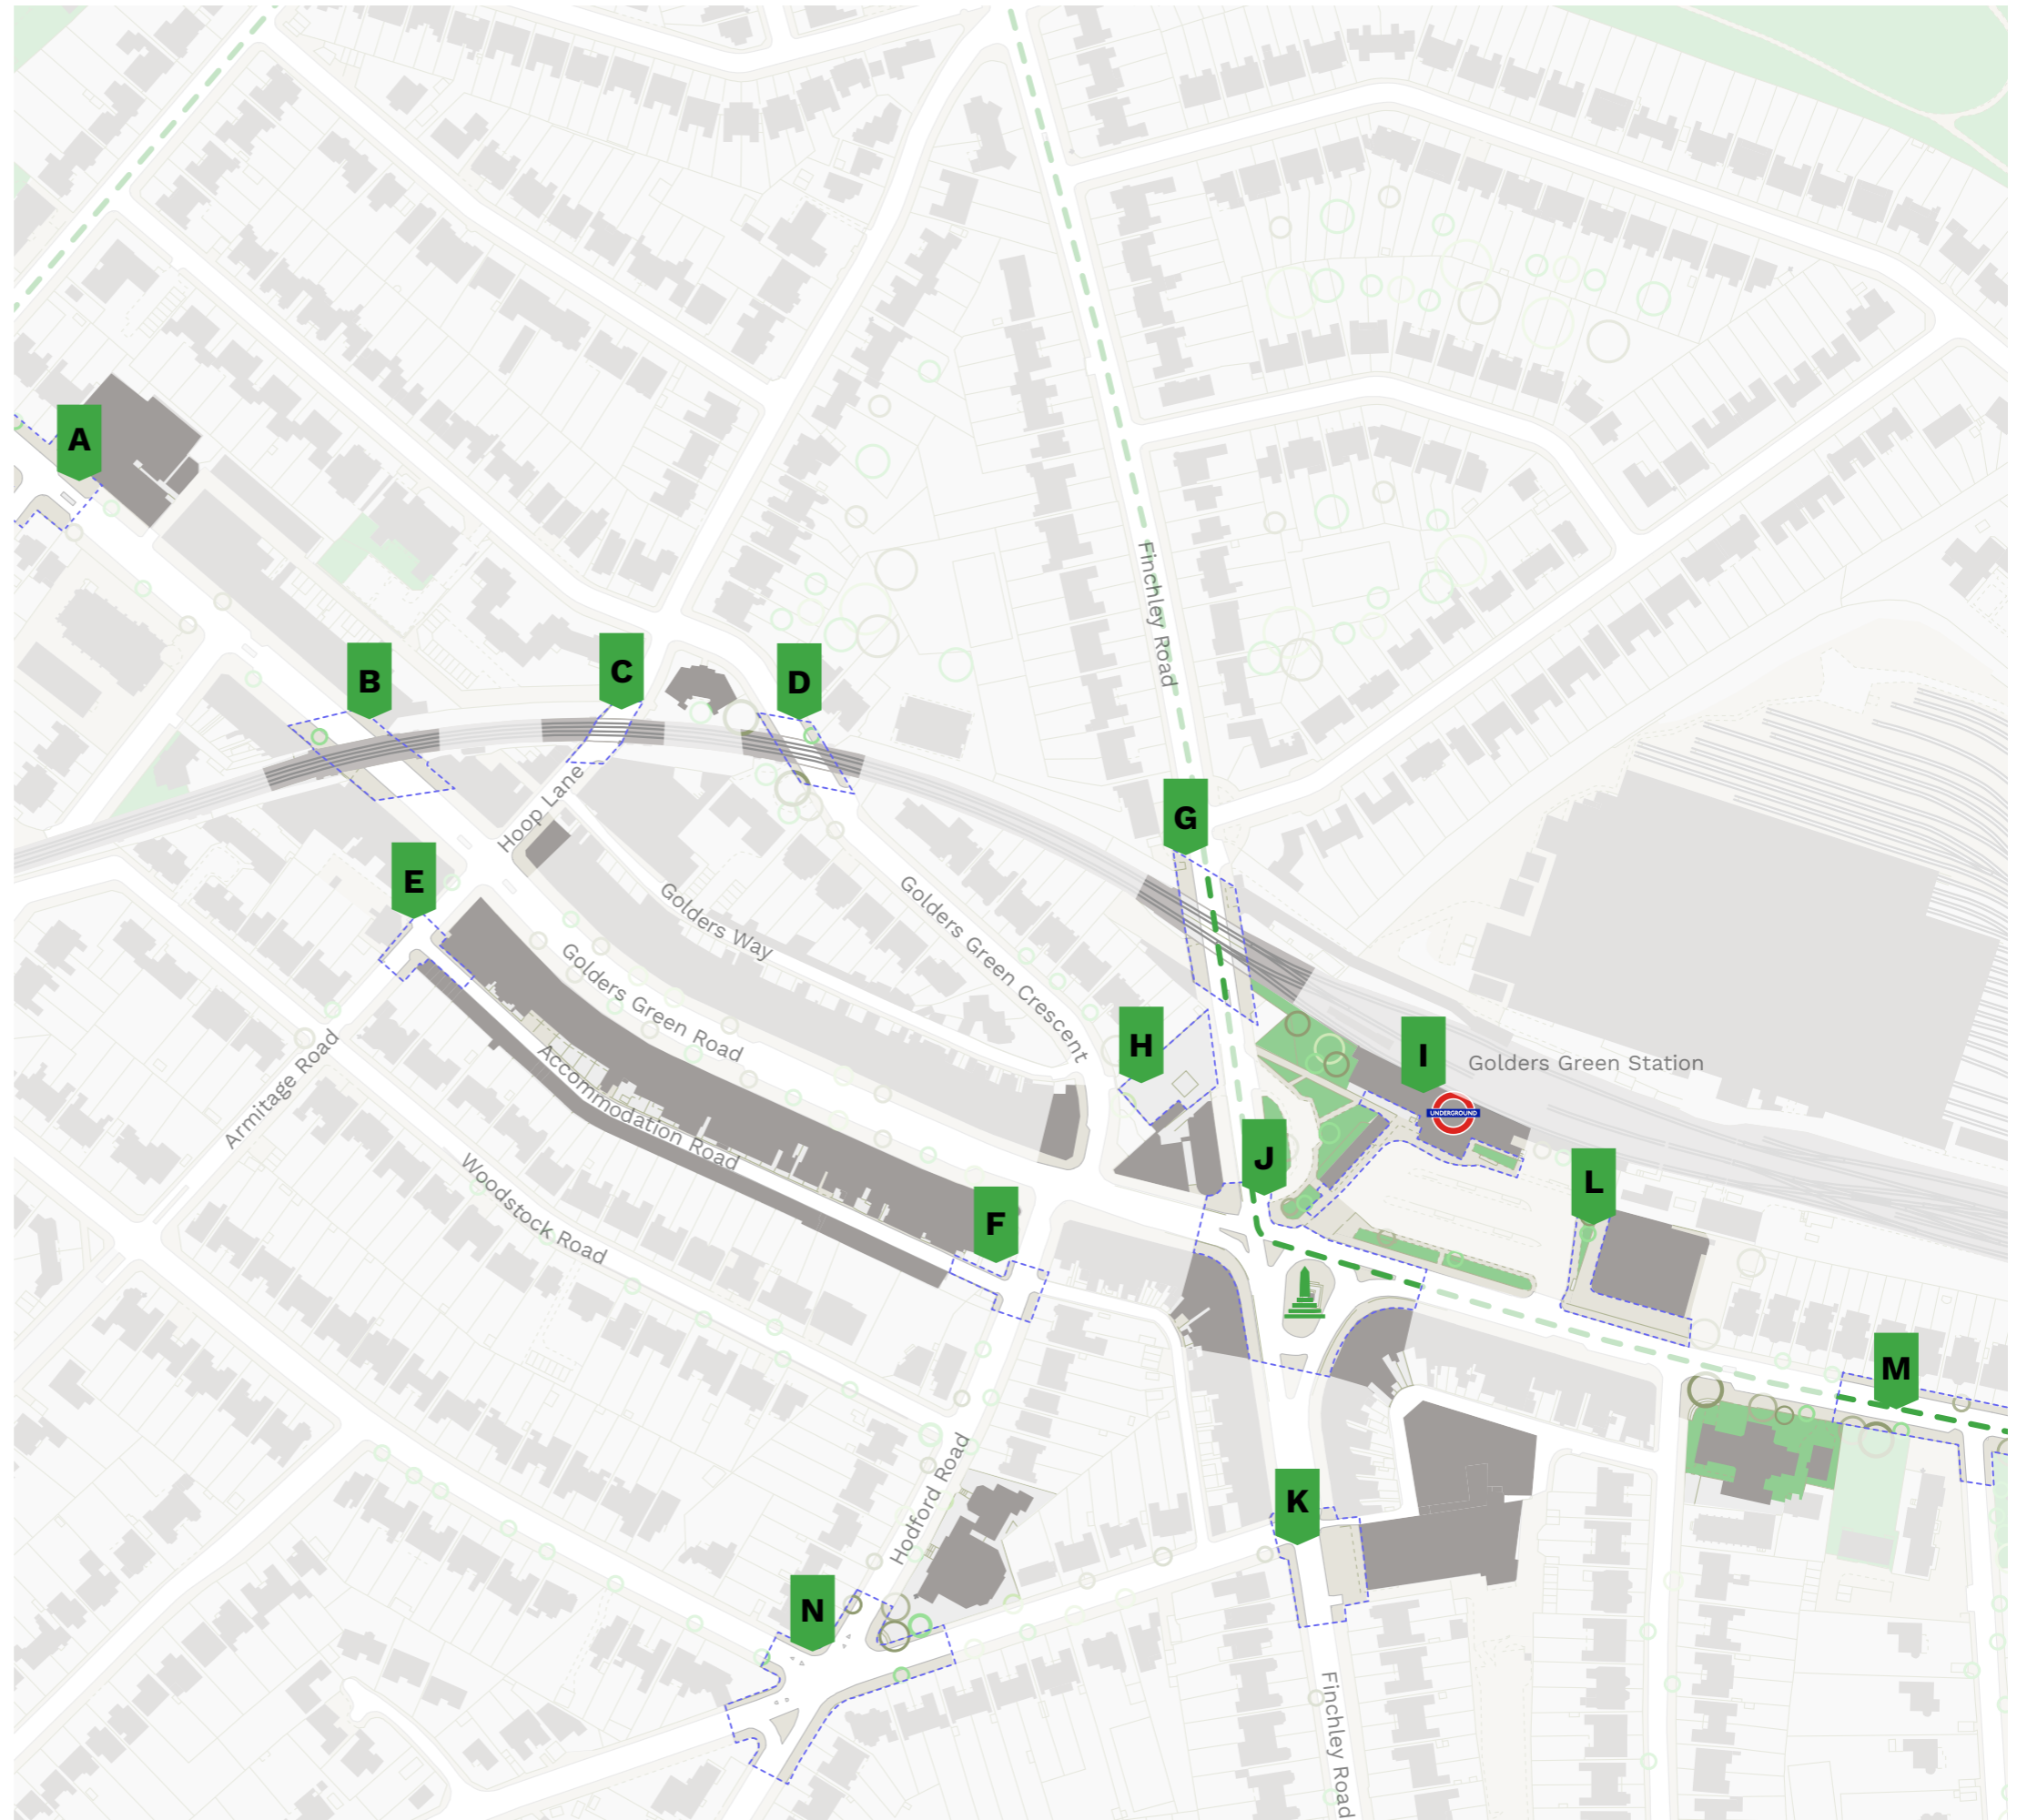 A
Finchley Road
B
C
D
G
Hoop Lane
E
Golders Way
Golders Green Crescent
Golders Green Road
H
I
Golders Green Station
UNDERGROUND
Armitage Road
Accommodation Road
J
L
Woodstock Road
F
M
Hodford Road
K
N
Finchley Road